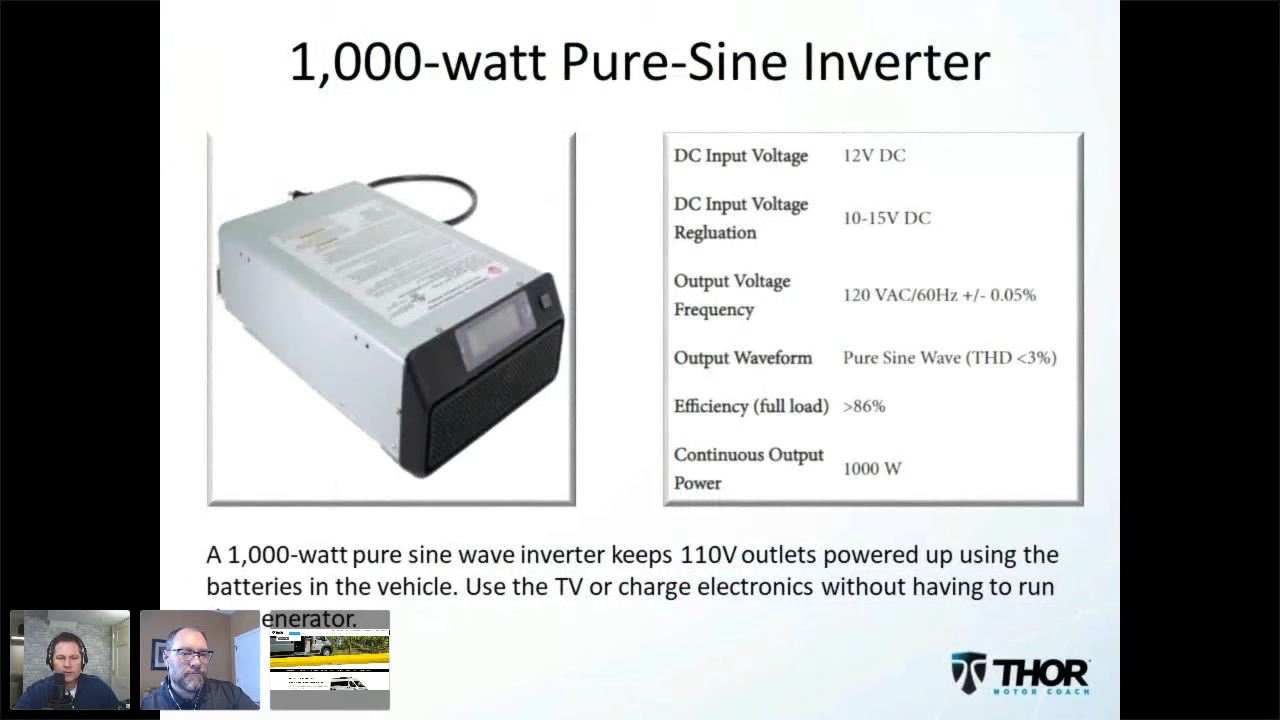 1,000-watt Pure-Sine Inverter
DC Input Voltage 12V DC
DC Input Voltage
Regluation 10-15V DC
Output Voltage
Frequency 120 VAC/60Hz +/- 0.05%
Output Waveform Pure Sine Wave (THD <3%)
Efficiency (full load) >86%
Continuous Output
Power 1000 W
A 1,000-watt pure sine wave inverter keeps 110V outlets powered up using the
batteries in the vehicle. Use the TV or charge electronics without having to run
enerator.
THOR
MOTOR COACH